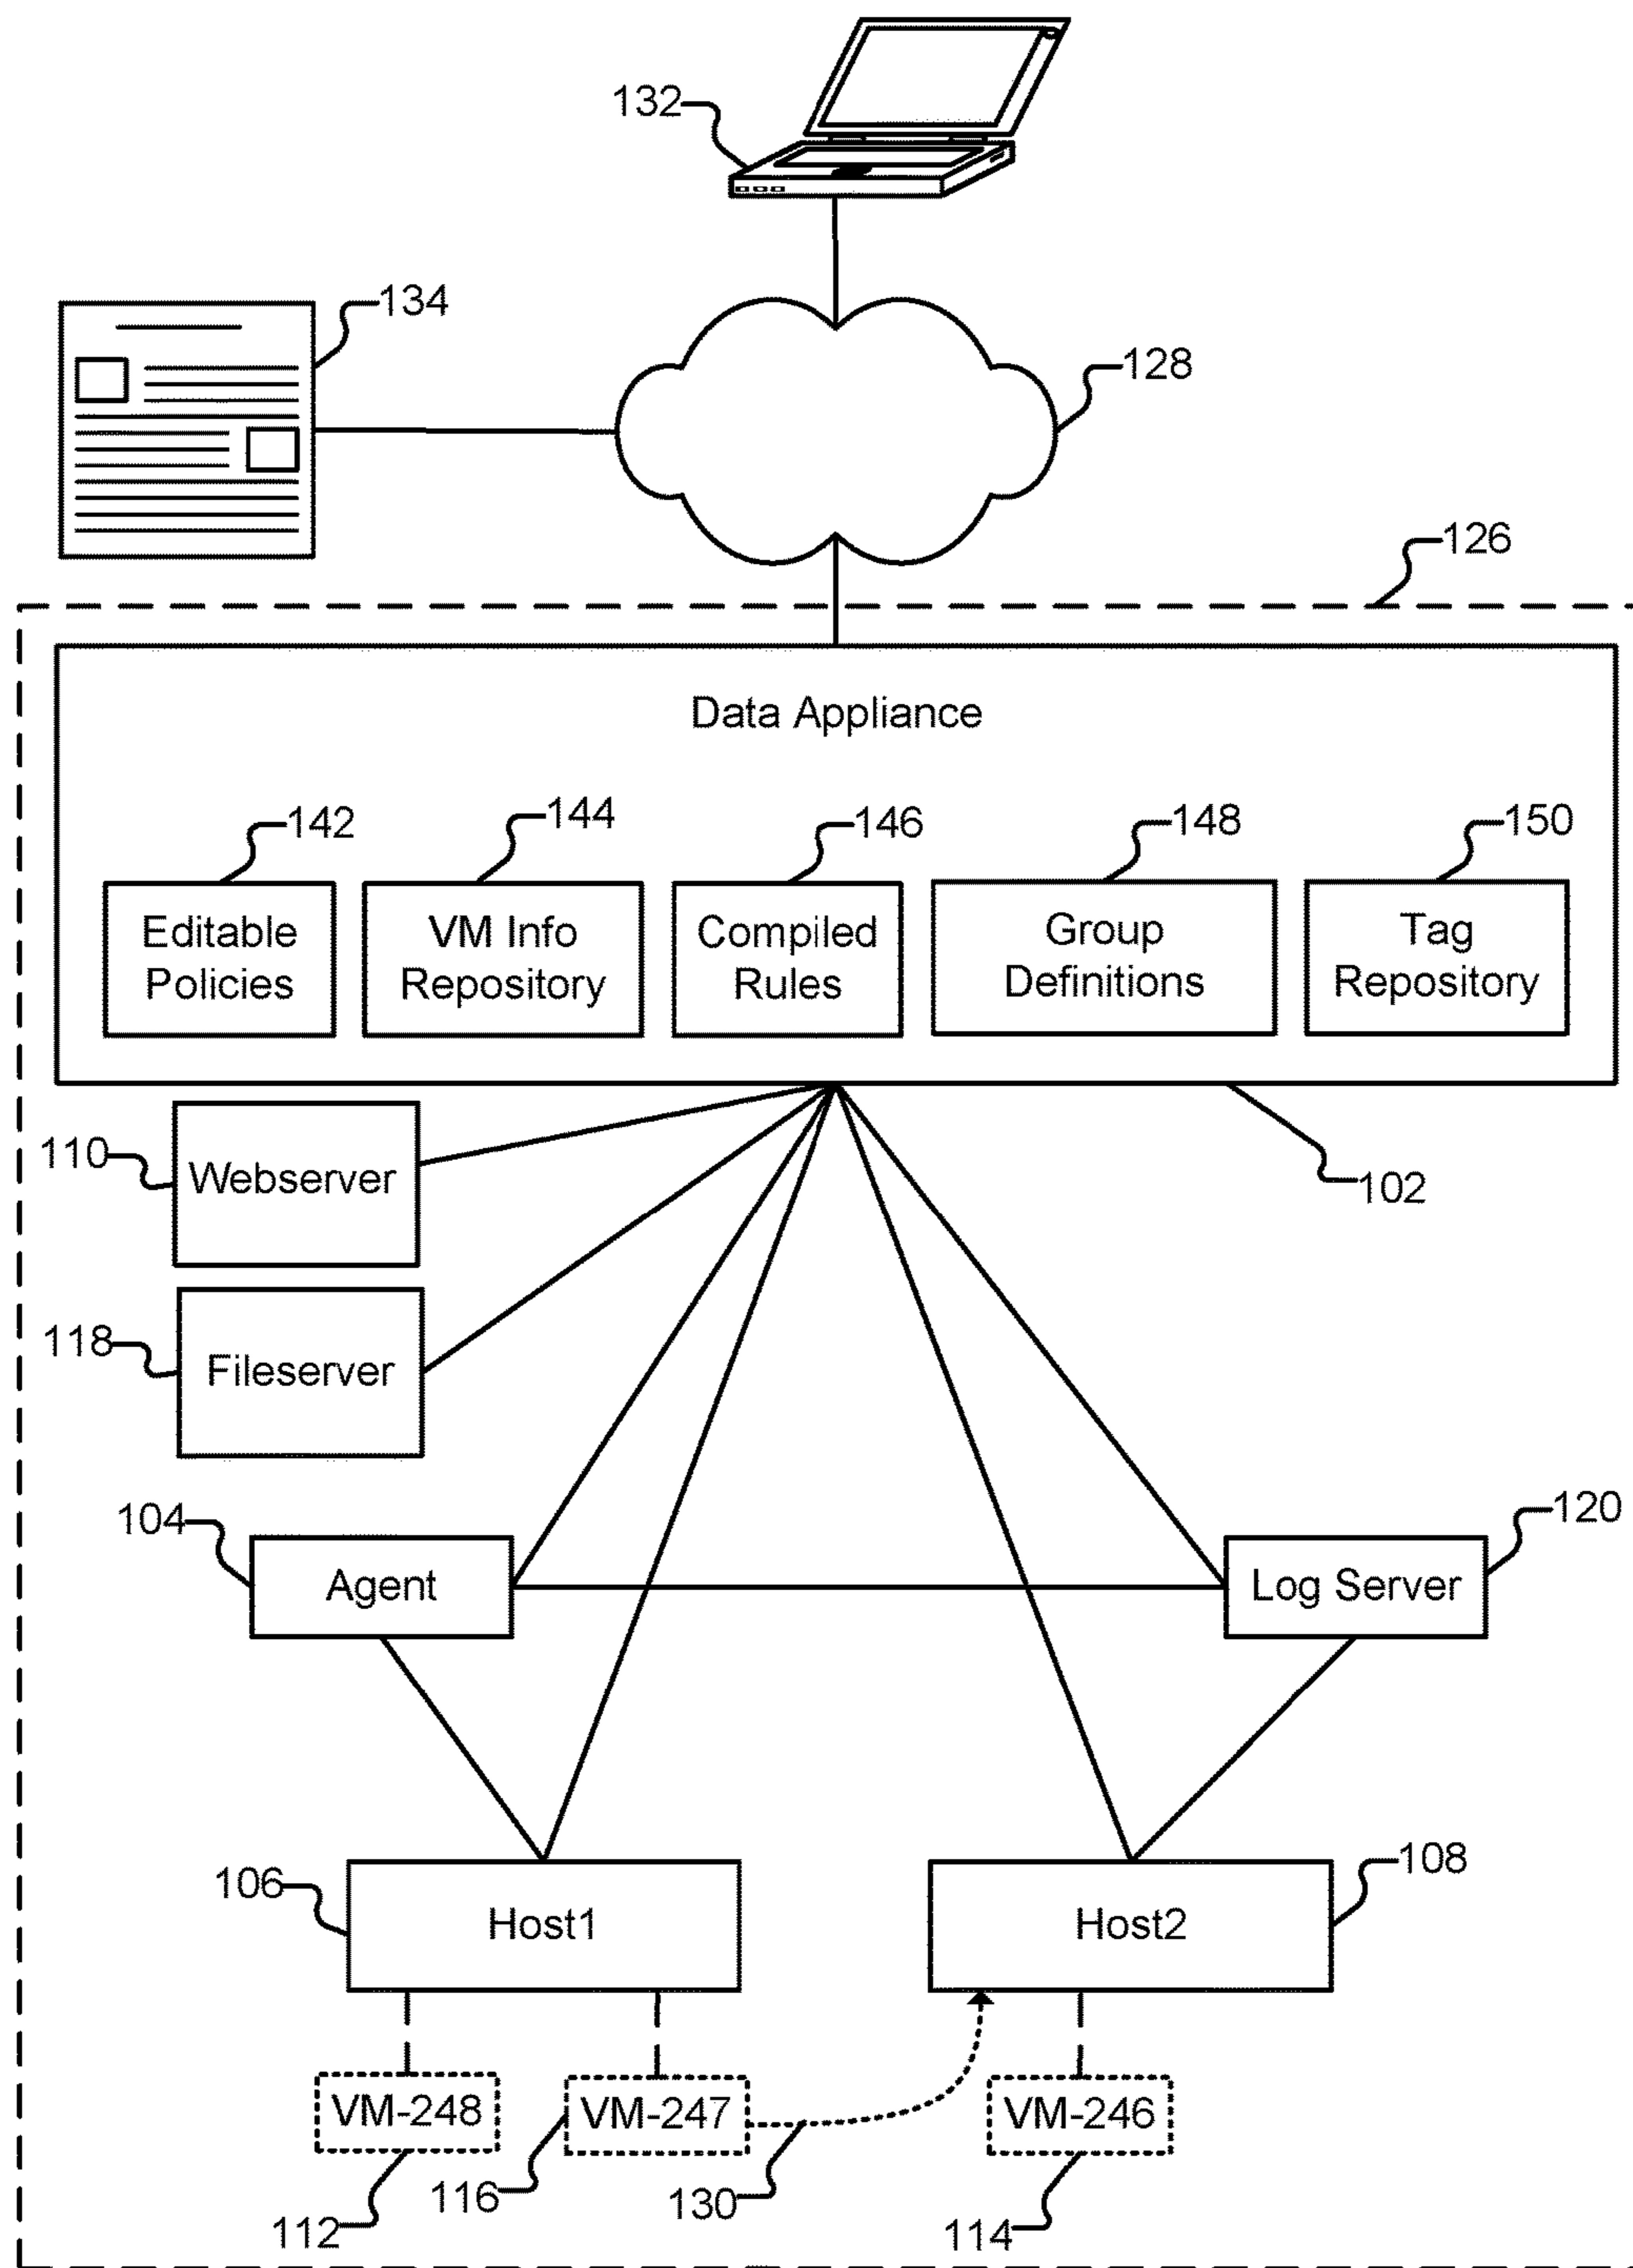 132
134
128
126
Data Appliance
142
144
146
148
150
Editable
Policies
VM Info
Repository
Compiled
Rules
Group
Definitions
Tag
Repository
110
Webserver
102
118
Fileserver
104
Agent
120
Log Server
106
Host1
108
Host2
VM-248
VM-247
VM-246
112
116
130
114